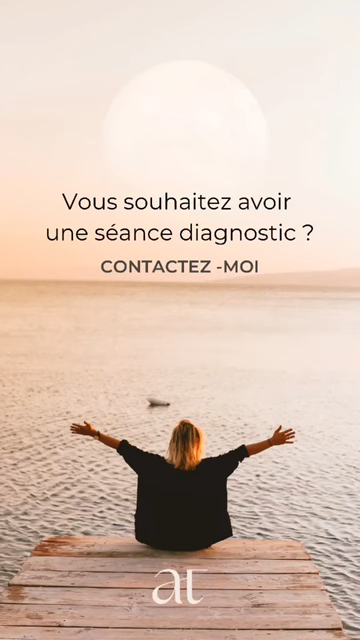 Vous souhaitez avoir
une séance diagnostic ?
CONTACTEZ -MOI
at